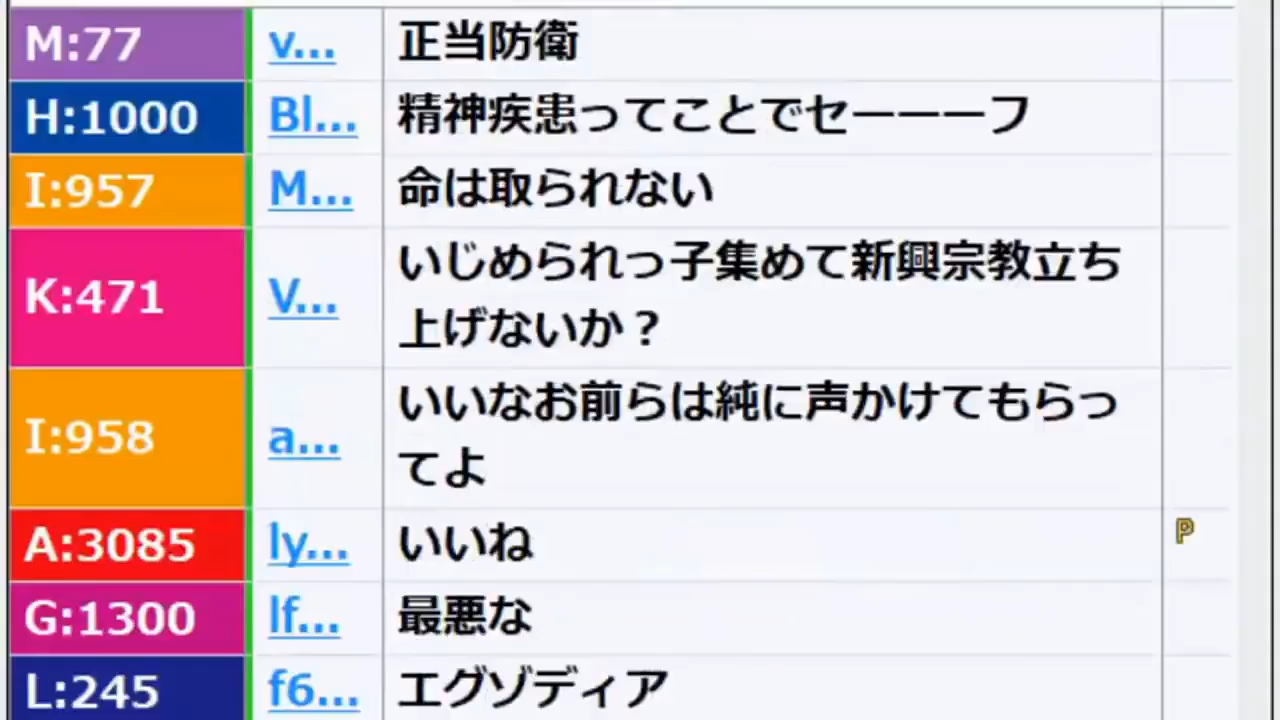 M:77 v... 正当防衛
H:1000 Bl... 精神疾患ってことでセーーーフ
I:957 M... 命は取られない
K:471 V... いじめられっ子集めて新興宗教立ち
上げないか？
I:958 a... いいなお前らは純に声かけてもらっ
てよ
A:3085 ly... いいね P
G:1300 lf... 最悪な
L:245 f6... エグゾディア